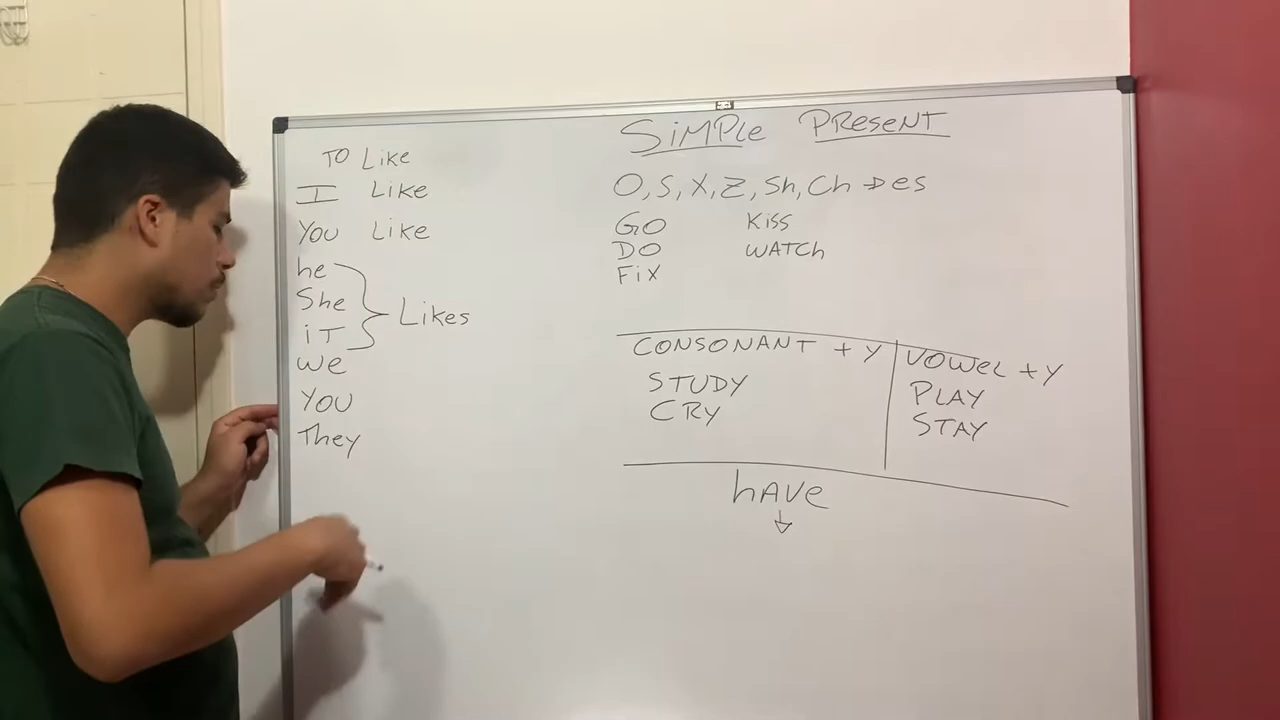 TO Like
I Like
YOU Like
he
She
iT
Likes
we
YOU
They
SiMPLe PReSeNT
O, S, X, Z, Sh, Ch → es
GO Kiss
DO WATCh
FiX
CONSONANT + Y
STUDY
CRY
VOWeL + Y
PLAY
STAY
hAVe
↓